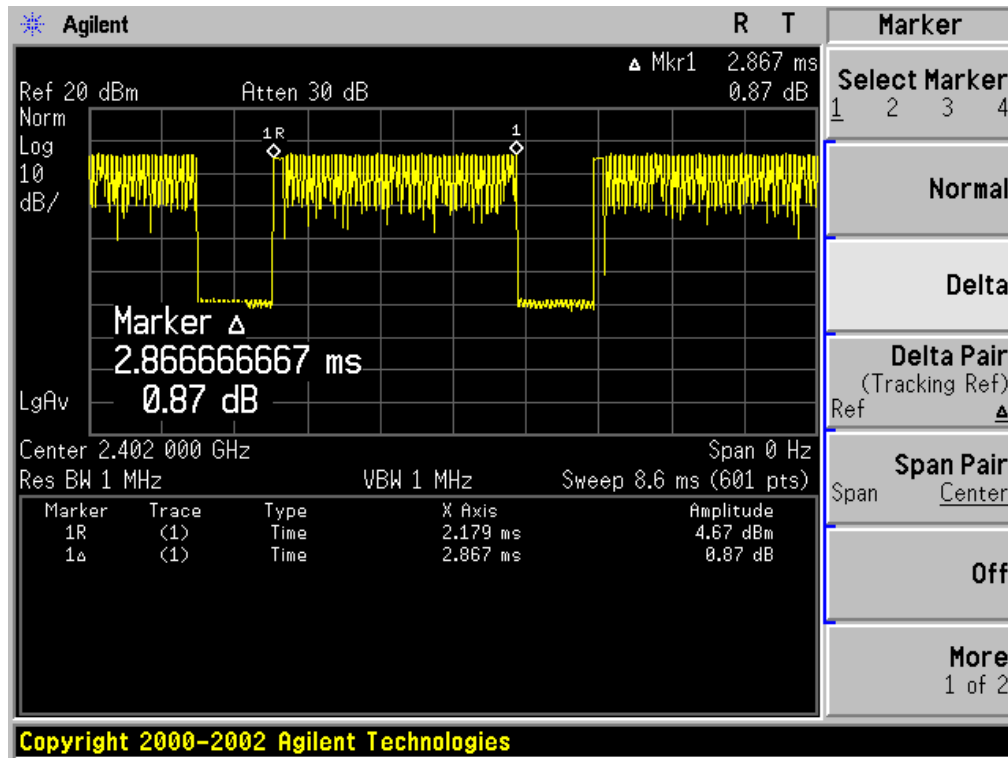 Agilent R T
Marker
Δ Mkr1 2.867 ms
Ref 20 dBm Atten 30 dB 0.87 dB
Norm
Log
10
dB/
1R
1
Marker Δ
2.866666667 ms
0.87 dB
LgAv
Center 2.402 000 GHz Span 0 Hz
Res BW 1 MHz VBW 1 MHz Sweep 8.6 ms (601 pts)
Marker Trace Type X Axis Amplitude
1R (1) Time 2.179 ms 4.67 dBm
1Δ (1) Time 2.867 ms 0.87 dB
Select Marker
1 2 3 4
Normal
Delta
Delta Pair
(Tracking Ref)
Ref Δ
Span Pair
Span Center
Off
More
1 of 2
Copyright 2000-2002 Agilent Technologies